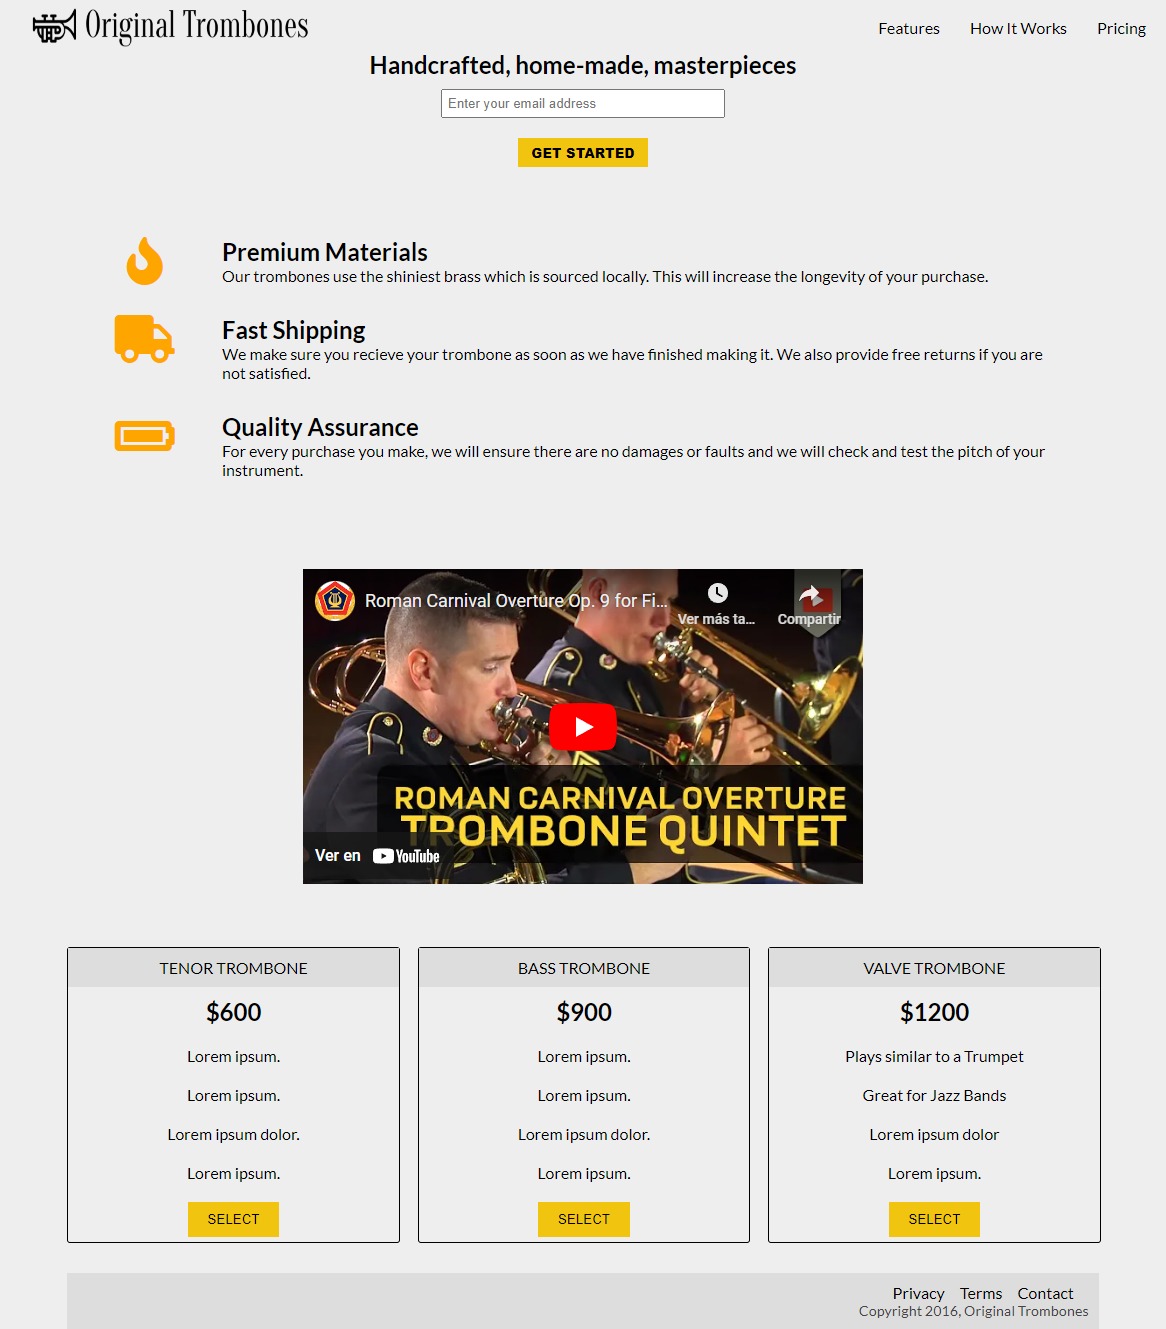 Original Trombones
Features How It Works Pricing
Handcrafted, home-made, masterpieces
Enter your email address
GET STARTED
Premium Materials
Our trombones use the shiniest brass which is sourced locally. This will increase the longevity of your purchase.
Fast Shipping
We make sure you recieve your trombone as soon as we have finished making it. We also provide free returns if you are
not satisfied.
Quality Assurance
For every purchase you make, we will ensure there are no damages or faults and we will check and test the pitch of your
instrument.
Roman Carnival Overture Op. 9 for Fi...
Ver más ta...
Compartir
ROMAN CARNIVAL OVERTURE
TROMBONE QUINTET
Ver en YouTube
TENOR TROMBONE
$600
Lorem ipsum.
Lorem ipsum.
Lorem ipsum dolor.
Lorem ipsum.
SELECT
BASS TROMBONE
$900
Lorem ipsum.
Lorem ipsum.
Lorem ipsum dolor.
Lorem ipsum.
SELECT
VALVE TROMBONE
$1200
Plays similar to a Trumpet
Great for Jazz Bands
Lorem ipsum dolor
Lorem ipsum.
SELECT
Privacy Terms Contact
Copyright 2016, Original Trombones